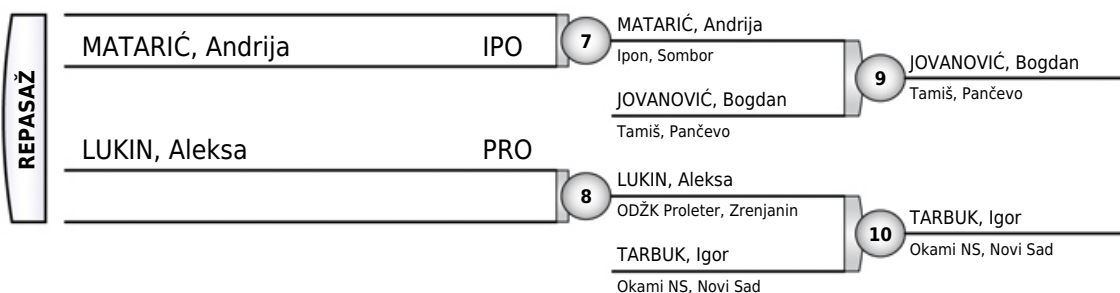 REPASAŽ
MATARIĆ, Andrija IPO
LUKIN, Aleksa PRO
7
MATARIĆ, Andrija
Ipon, Sombor
JOVANOVIĆ, Bogdan
Tamiš, Pančevo
8
LUKIN, Aleksa
ODŽK Proleter, Zrenjanin
TARBUK, Igor
Okami NS, Novi Sad
9
JOVANOVIĆ, Bogdan
Tamiš, Pančevo
10
TARBUK, Igor
Okami NS, Novi Sad